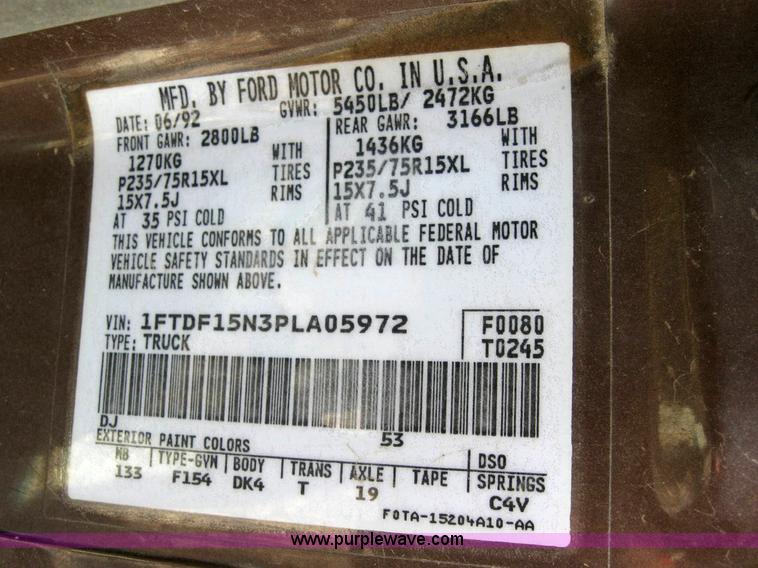 MFD. BY FORD MOTOR CO. IN U.S.A.
DATE: 06/92 GVWR: 5450LB/ 2472KG
FRONT GAWR: 2800LB REAR GAWR: 3166LB
1270KG WITH 1436KG WITH
P235/75R15XL TIRES P235/75R15XL TIRES
15X7.5J RIMS 15X7.5J RIMS
AT 35 PSI COLD AT 41 PSI COLD
THIS VEHICLE CONFORMS TO ALL APPLICABLE FEDERAL MOTOR
VEHICLE SAFETY STANDARDS IN EFFECT ON THE DATE OF
MANUFACTURE SHOWN ABOVE.
VIN: 1FTDF15N3PLA05972 F0080
TYPE: TRUCK T0245
DJ 53
EXTERIOR PAINT COLORS DSO
WB TYPE-GVM BODY TRANS AXLE TAPE SPRINGS
133 F154 DK4 T 19 C4V
F0TA-15204A10-AA
www.purplewave.com